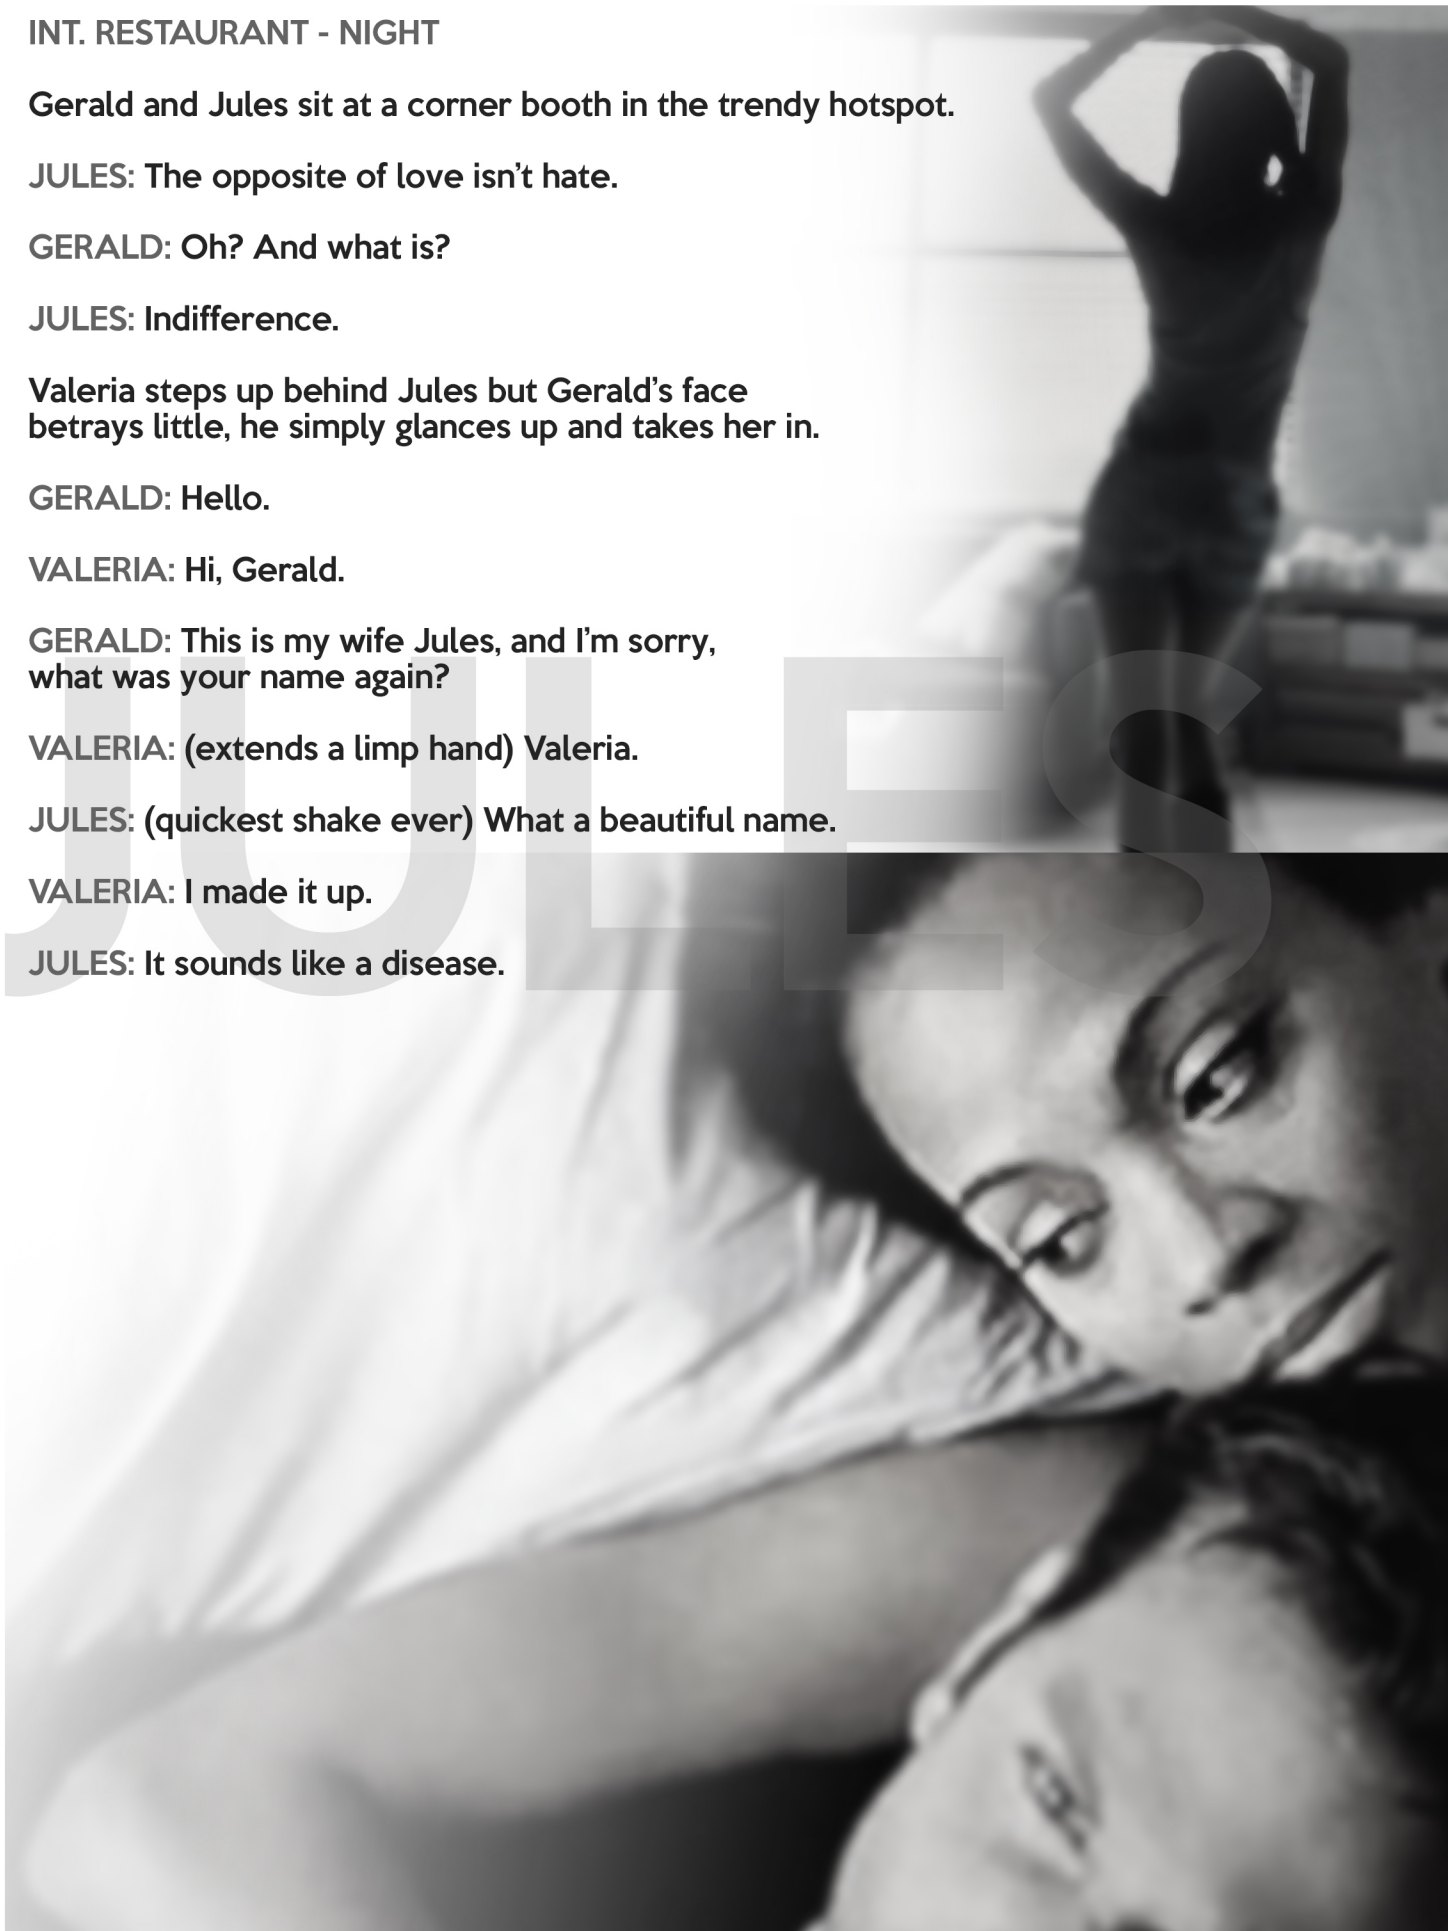 INT. RESTAURANT - NIGHT
Gerald and Jules sit at a corner booth in the trendy hotspot.
JULES: The opposite of love isn’t hate.
GERALD: Oh? And what is?
JULES: Indifference.
Valeria steps up behind Jules but Gerald’s face
betrays little, he simply glances up and takes her in.
GERALD: Hello.
VALERIA: Hi, Gerald.
GERALD: This is my wife Jules, and I’m sorry,
what was your name again?
VALERIA: (extends a limp hand) Valeria.
JULES: (quickest shake ever) What a beautiful name.
VALERIA: I made it up.
JULES: It sounds like a disease.
JULES